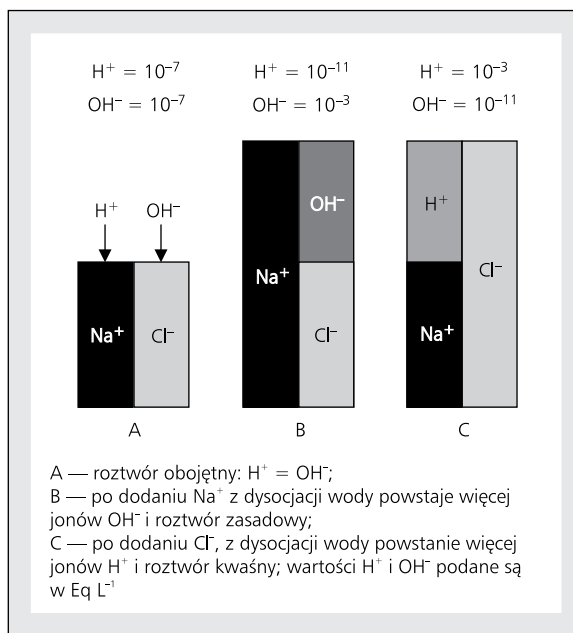 H⁺ = 10⁻⁷ H⁺ = 10⁻¹¹ H⁺ = 10⁻³
OH⁻ = 10⁻⁷ OH⁻ = 10⁻³ OH⁻ = 10⁻¹¹
H⁺ OH⁻ OH⁻ H⁺
Na⁺ Cl⁻ Na⁺ Cl⁻ Na⁺ Cl⁻
A B C
A — roztwór obojętny: H⁺ = OH⁻;
B — po dodaniu Na⁺ z dysocjacji wody powstaje więcej
jonów OH⁻ i roztwór zasadowy;
C — po dodaniu Cl⁻, z dysocjacji wody powstanie więcej
jonów H⁺ i roztwór kwaśny; wartości H⁺ i OH⁻ podane są
w Eq L⁻¹